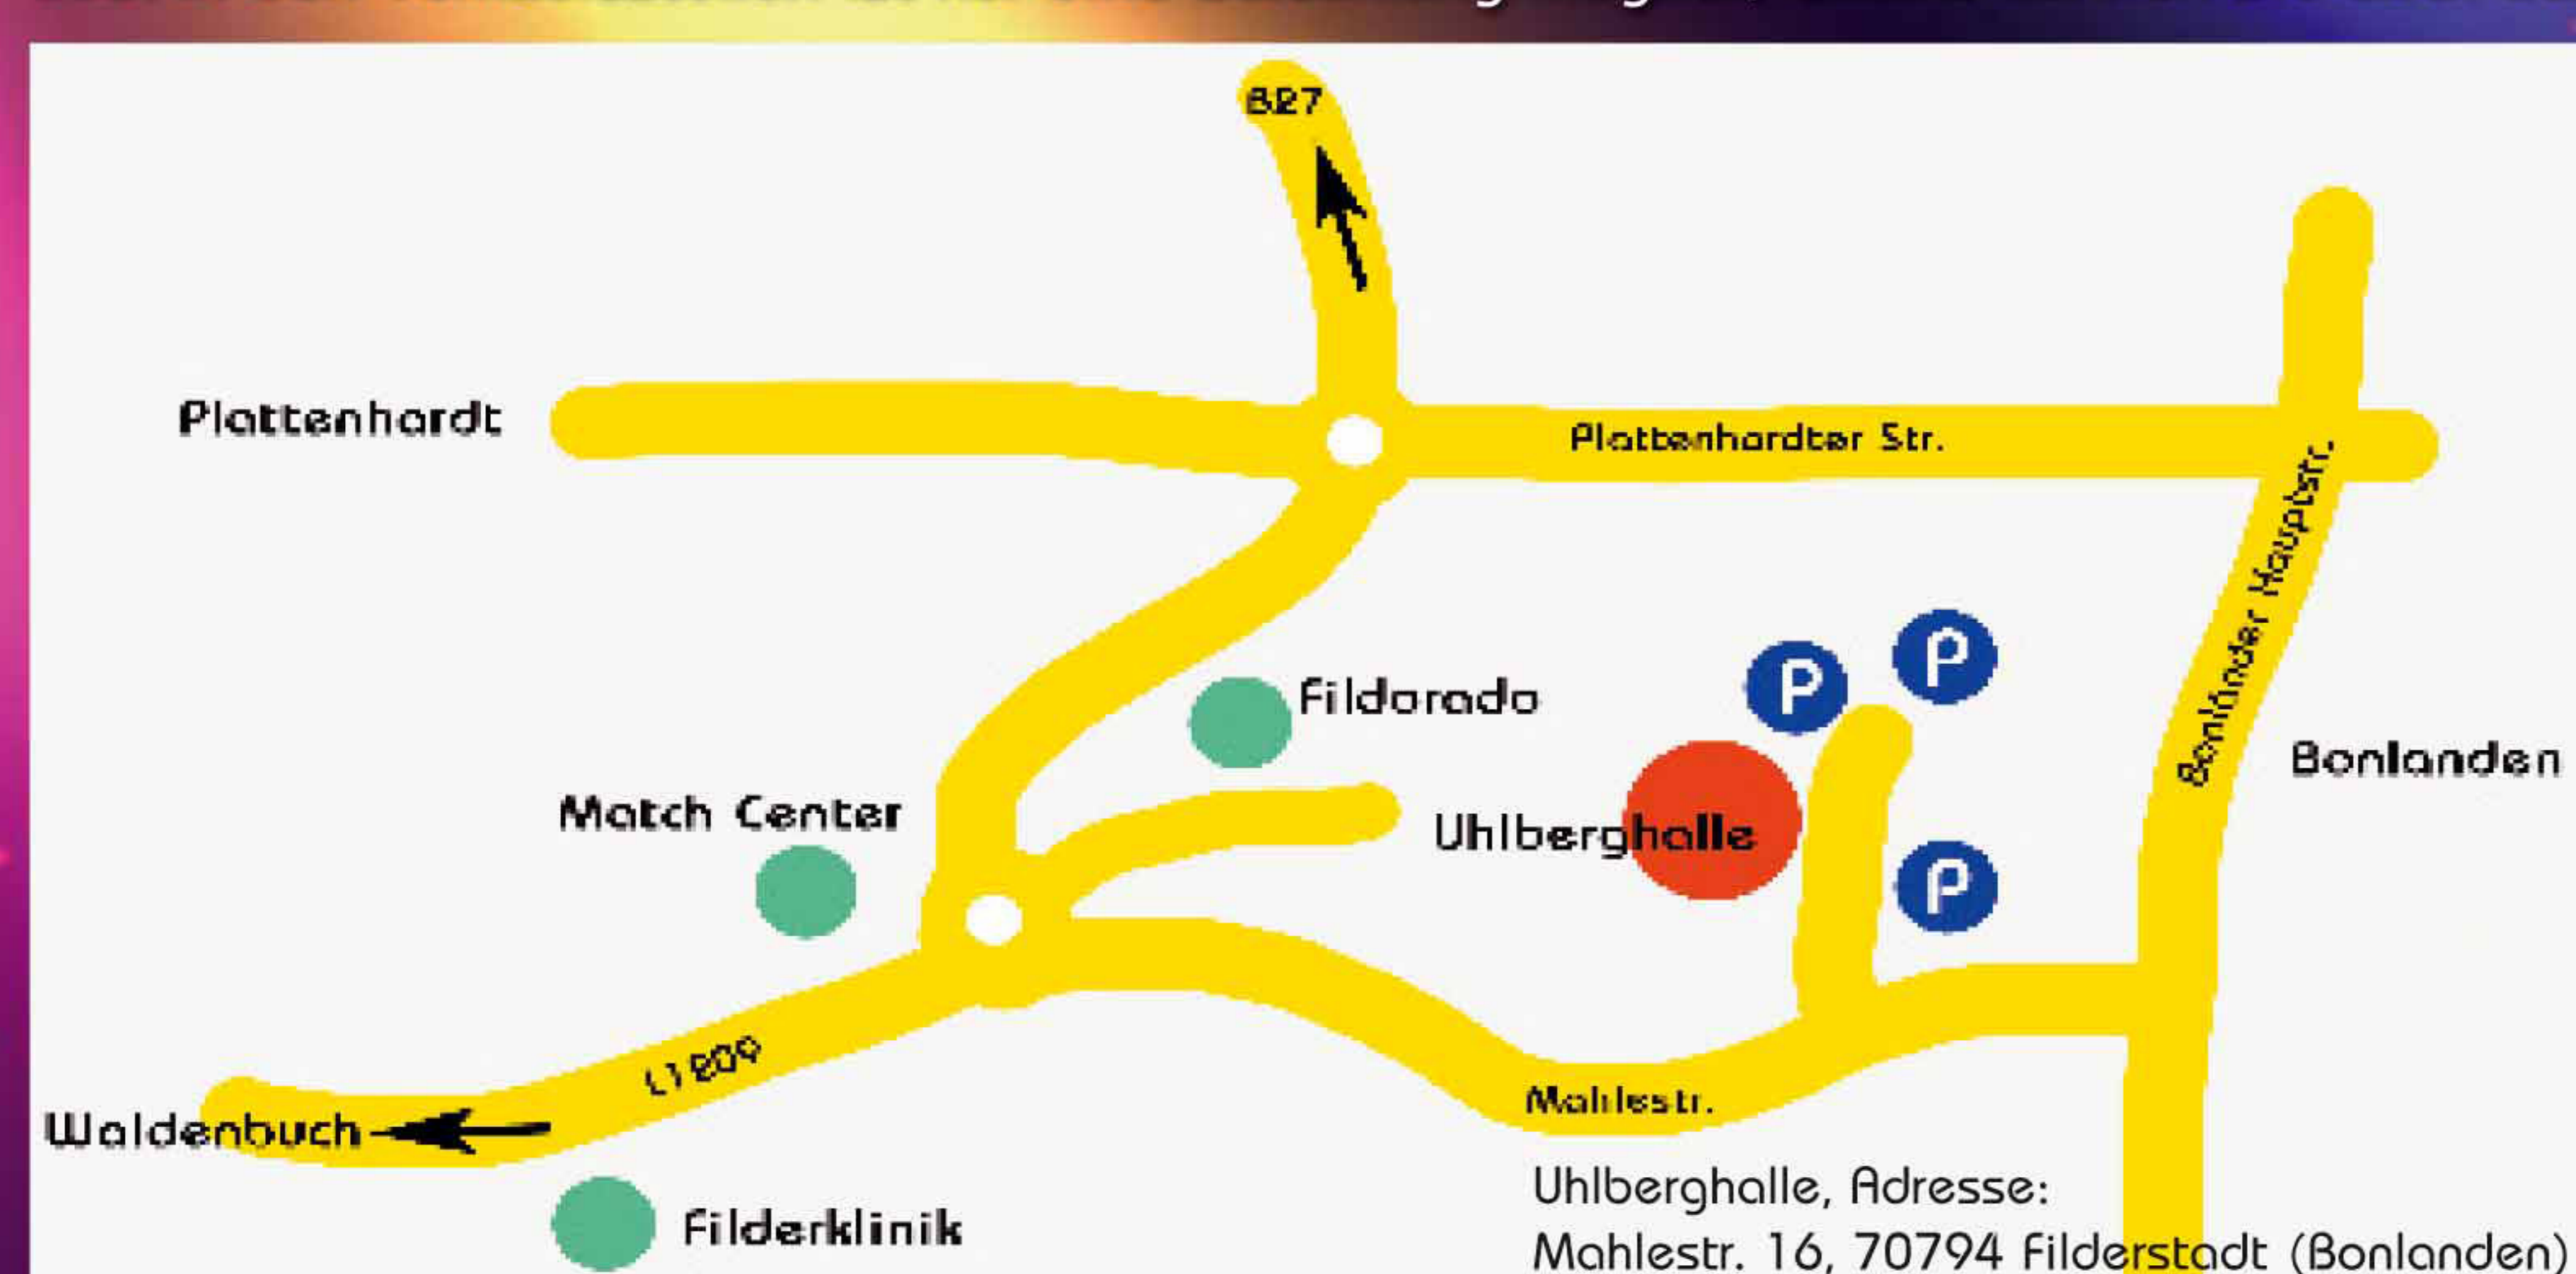 B27
Plattenhardt
Plattenhardter Str.
Bonländer Hauptstr.
P
P
Fildorado
Bonlanden
Match Center
Uhlberghalle
P
L1209
Mahlestr.
Waldenbuch
Uhlberghalle, Adresse:
Filderklinik
Mahlestr. 16, 70794 Filderstadt (Bonlanden)